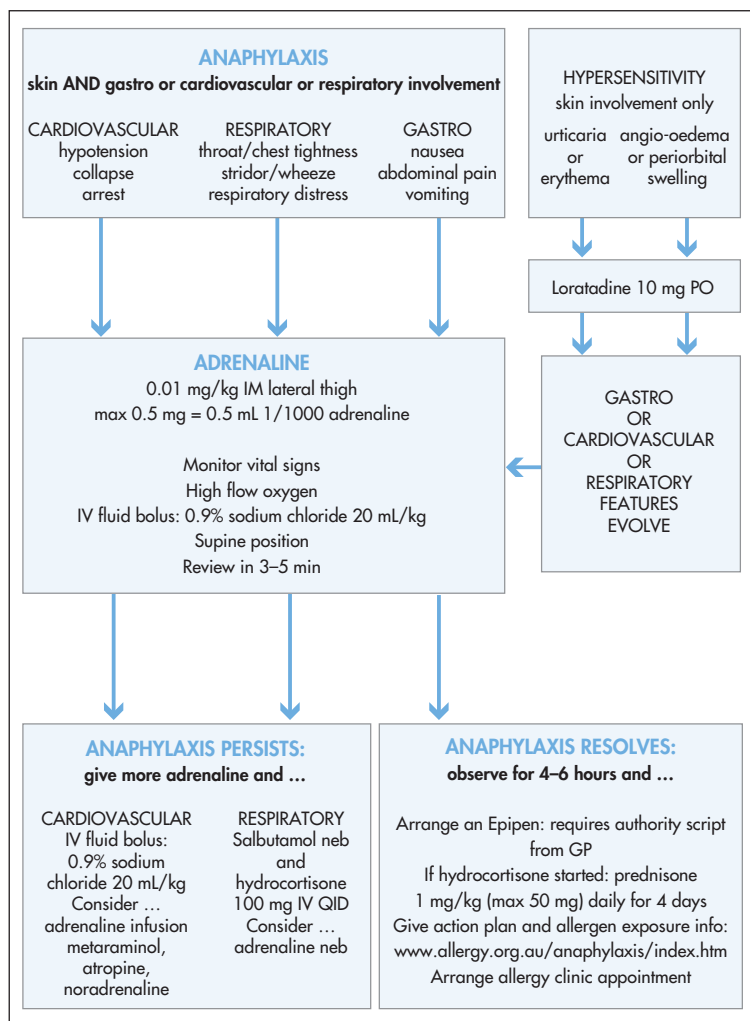 ANAPHYLAXIS
skin AND gastro or cardiovascular or respiratory involvement
CARDIOVASCULAR
hypotension
collapse
arrest
RESPIRATORY
throat/chest tightness
stridor/wheeze
respiratory distress
GASTRO
nausea
abdominal pain
vomiting
HYPERSENSITIVITY
skin involvement only
urticaria
or
erythema
angio-oedema
or periorbital
swelling
Loratadine 10 mg PO
GASTRO
OR
CARDIOVASCULAR
OR
RESPIRATORY
FEATURES
EVOLVE
ADRENALINE
0.01 mg/kg IM lateral thigh
max 0.5 mg = 0.5 mL 1/1000 adrenaline
Monitor vital signs
High flow oxygen
IV fluid bolus: 0.9% sodium chloride 20 mL/kg
Supine position
Review in 3–5 min
ANAPHYLAXIS PERSISTS:
give more adrenaline and …
CARDIOVASCULAR
IV fluid bolus:
0.9% sodium
chloride 20 mL/kg
Consider …
adrenaline infusion
metaraminol,
atropine,
noradrenaline
RESPIRATORY
Salbutamol neb
and
hydrocortisone
100 mg IV QID
Consider …
adrenaline neb
ANAPHYLAXIS RESOLVES:
observe for 4–6 hours and …
Arrange an Epipen: requires authority script
from GP
If hydrocortisone started: prednisone
1 mg/kg (max 50 mg) daily for 4 days
Give action plan and allergen exposure info:
www.allergy.org.au/anaphylaxis/index.htm
Arrange allergy clinic appointment